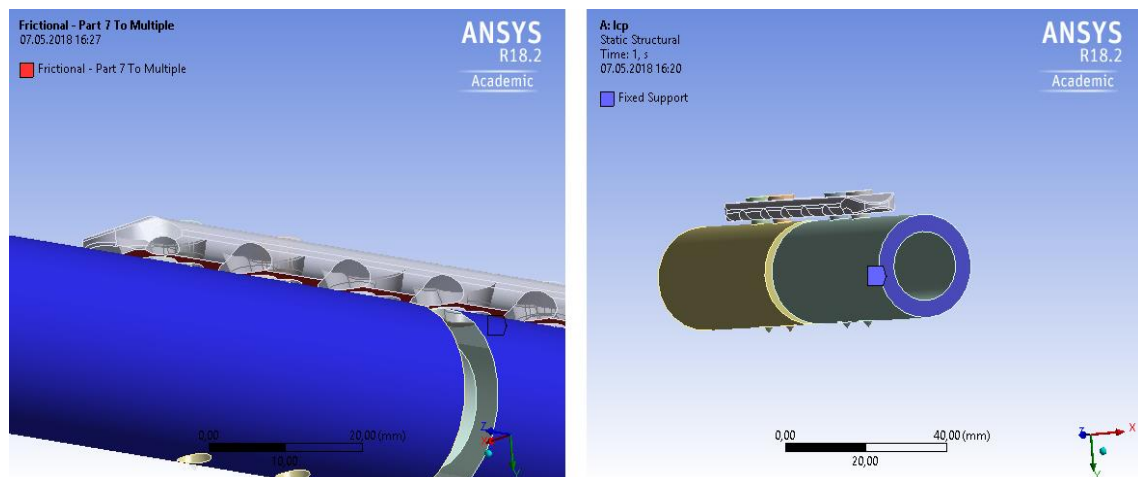 Frictional - Part 7 To Multiple
07.05.2018 16:27
Frictional - Part 7 To Multiple
ANSYS
R18.2
Academic
0,00
20,00 (mm)
10,00
Z
X
Y
A: lcp
Static Structural
Time: 1, s
07.05.2018 16:20
Fixed Support
ANSYS
R18.2
Academic
0,00
40,00 (mm)
20,00
Z
X
Y